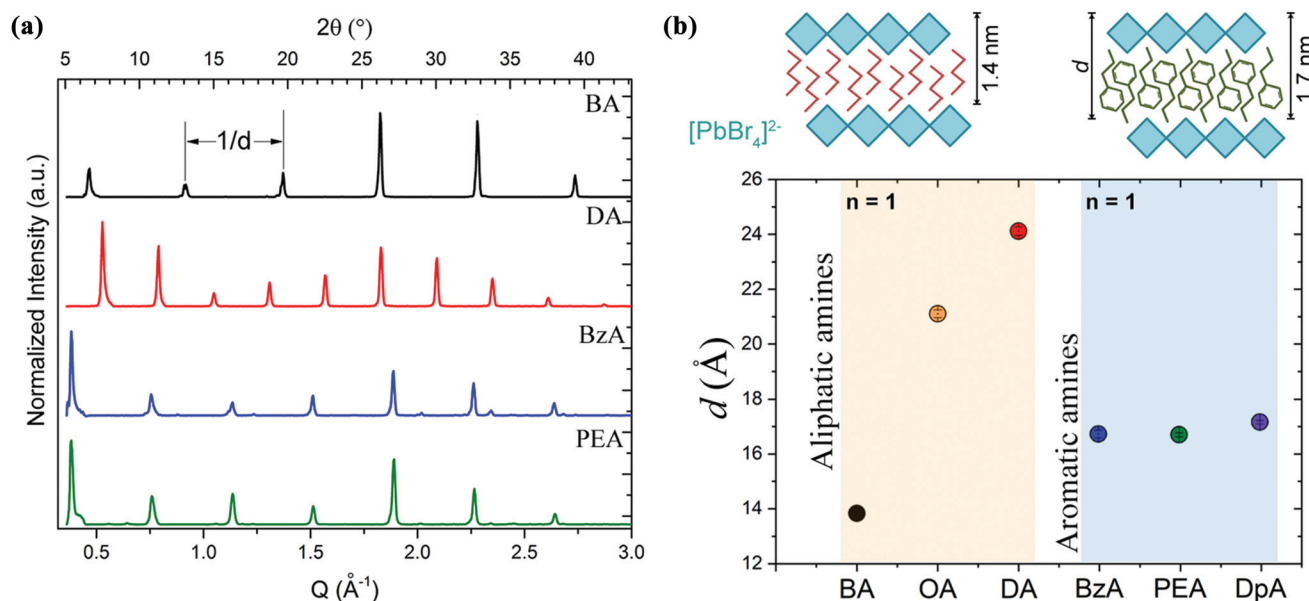 (a)
2θ (°)
5 10 15 20 25 30 35 40
Normalized Intensity (a.u.)
BA
1/d
DA
BzA
PEA
0.5 1.0 1.5 2.0 2.5 3.0
Q (Å⁻¹)
(b)
1.4 nm
d
1.7 nm
[PbBr₄]²⁻
26
24
22
20
18
16
14
12
d (Å)
n = 1
Aliphatic amines
n = 1
Aromatic amines
BA OA DA BzA PEA DpA